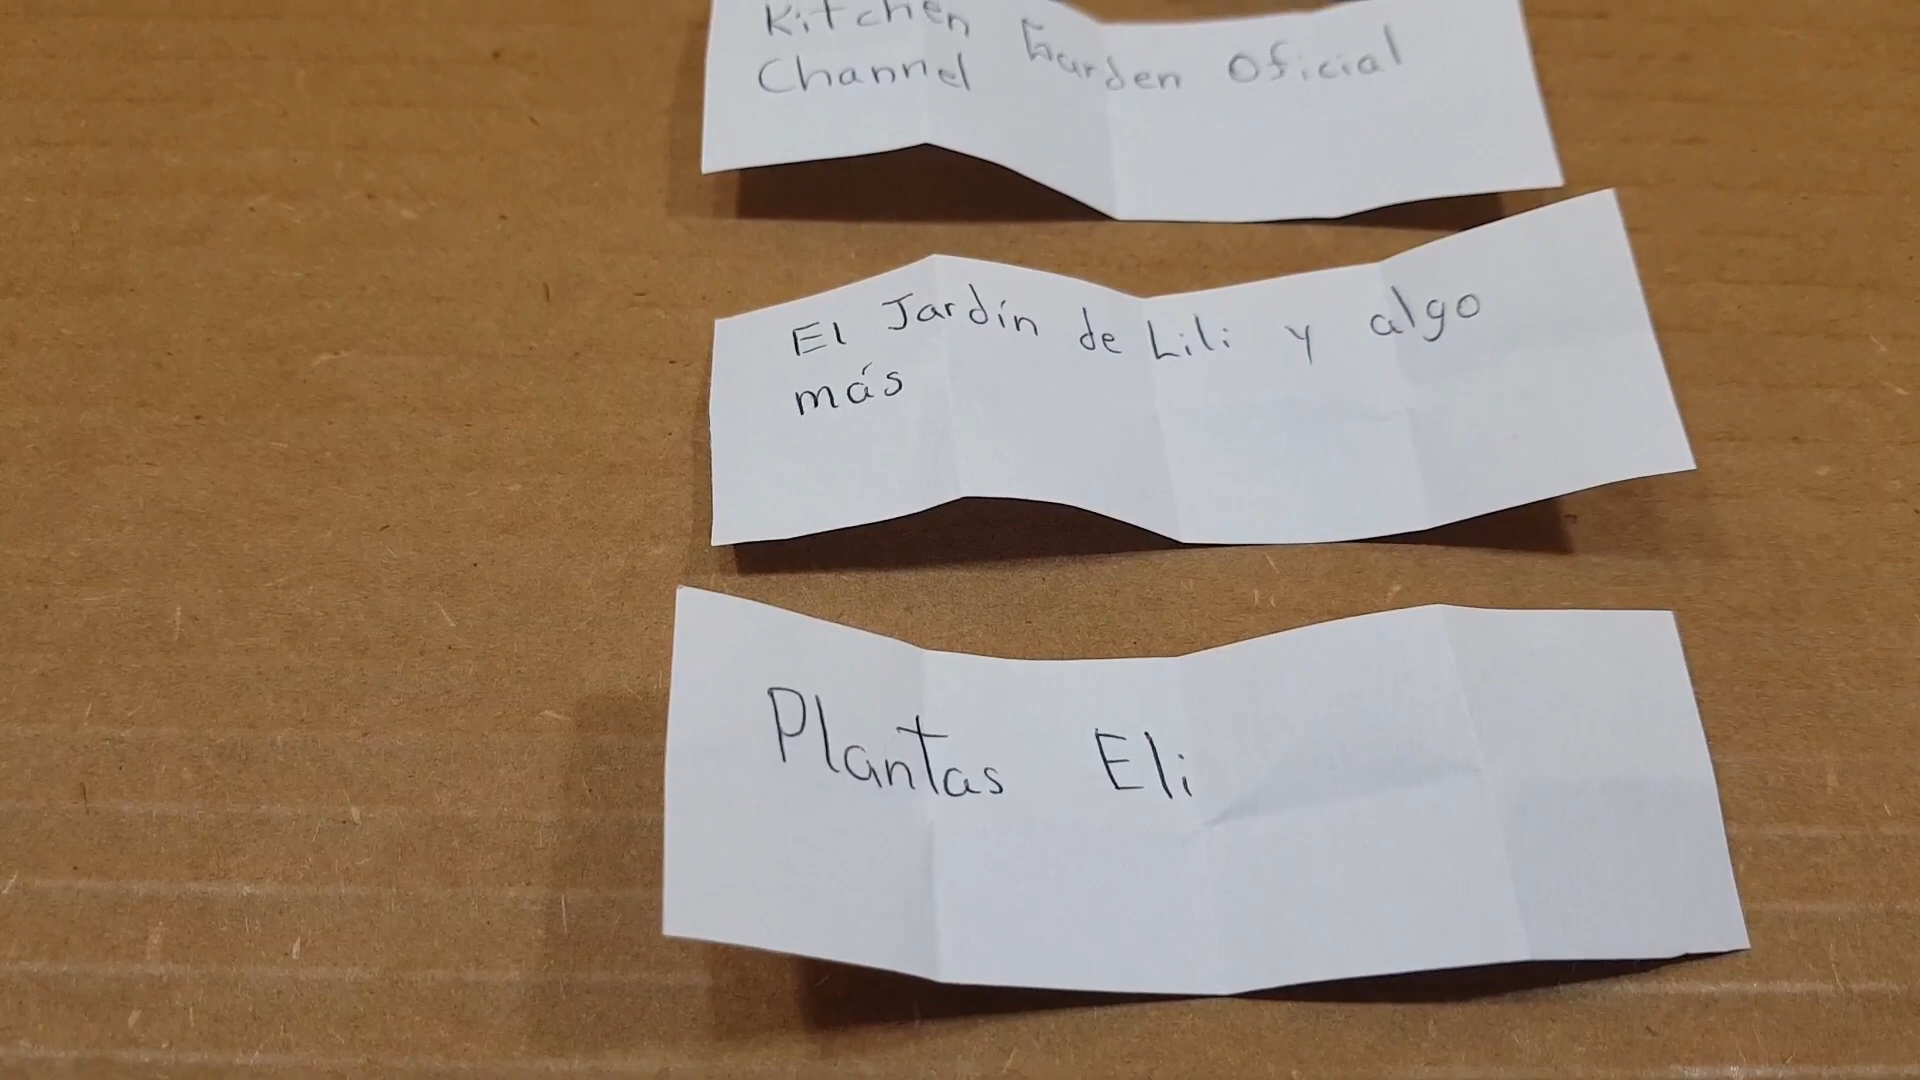 Kitchen Garden Oficial
Channel
El Jardín de Lili y algo
más
Plantas Eli